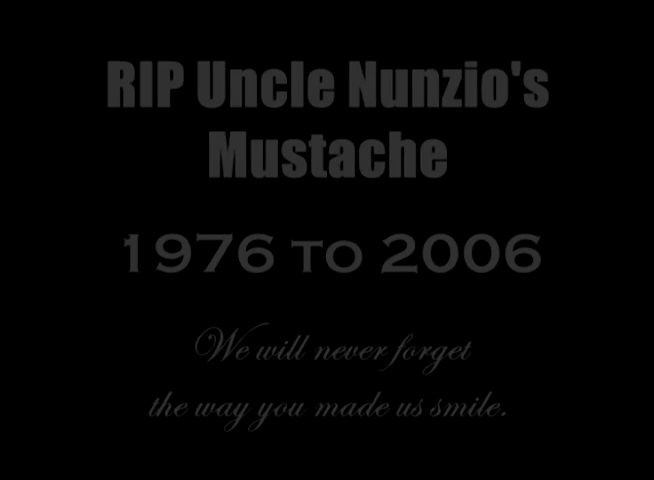 RIP Uncle Nunzio's
Mustache
1976 TO 2006
We will never forget
the way you made us smile.